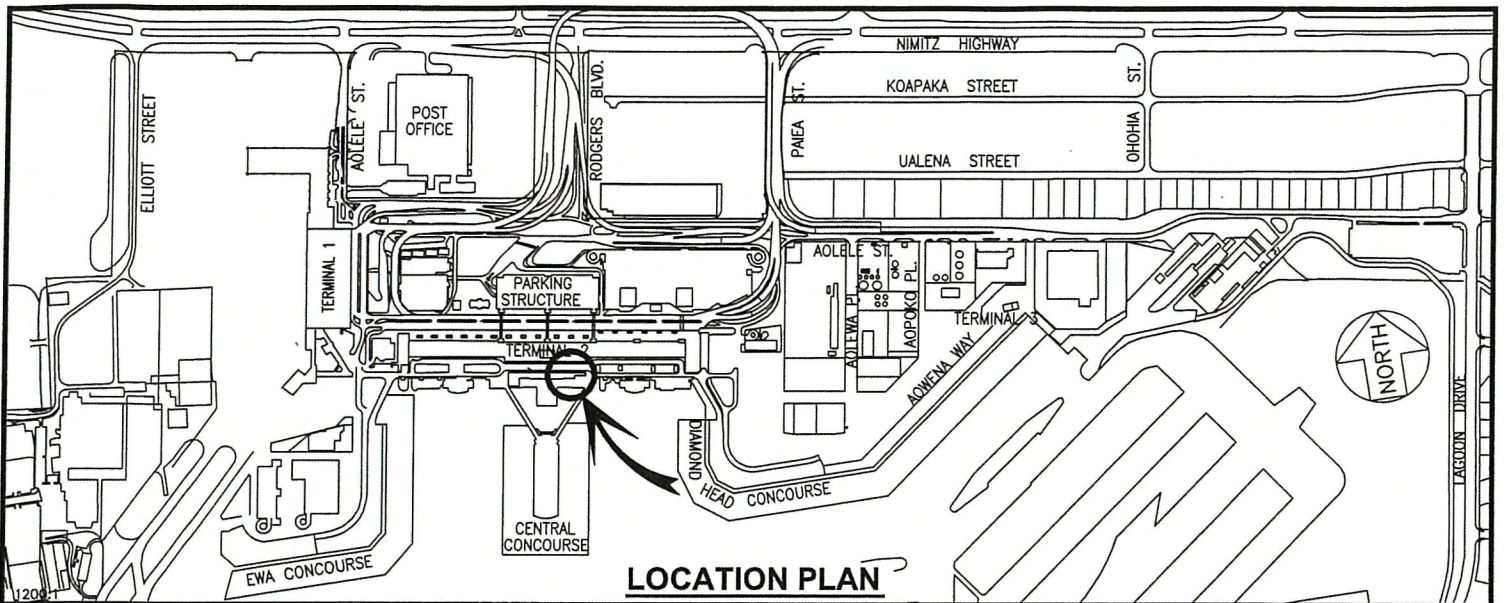 NIMITZ HIGHWAY
KOAPAKA STREET
UALENA STREET
ELLIOTT STREET
AOLELE ST.
POST
OFFICE
RODGERS BLVD.
PAIEA ST.
OHOHIA ST.
TERMINAL 1
PARKING
STRUCTURE
TERMINAL 2
AOLELE ST.
AOLEWA PL.
AOPOKO PL.
TERMINAL 3
AOWENA WAY
NORTH
LAGOON DRIVE
DIAMOND HEAD CONCOURSE
CENTRAL
CONCOURSE
EWA CONCOURSE
LOCATION PLAN